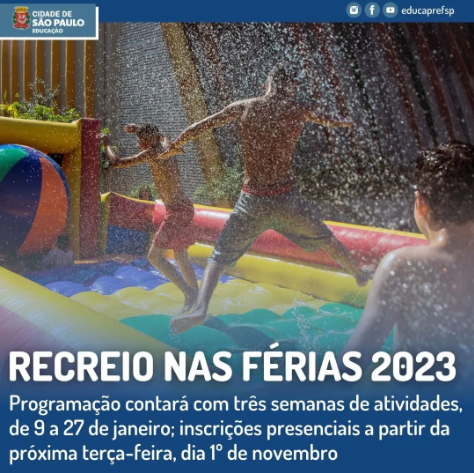 CIDADE DE
SÃO PAULO
EDUCAÇÃO
educaprefsp
RECREIO NAS FÉRIAS 2023
Programação contará com três semanas de atividades,
de 9 a 27 de janeiro; inscrições presenciais a partir da
próxima terça-feira, dia 1º de novembro